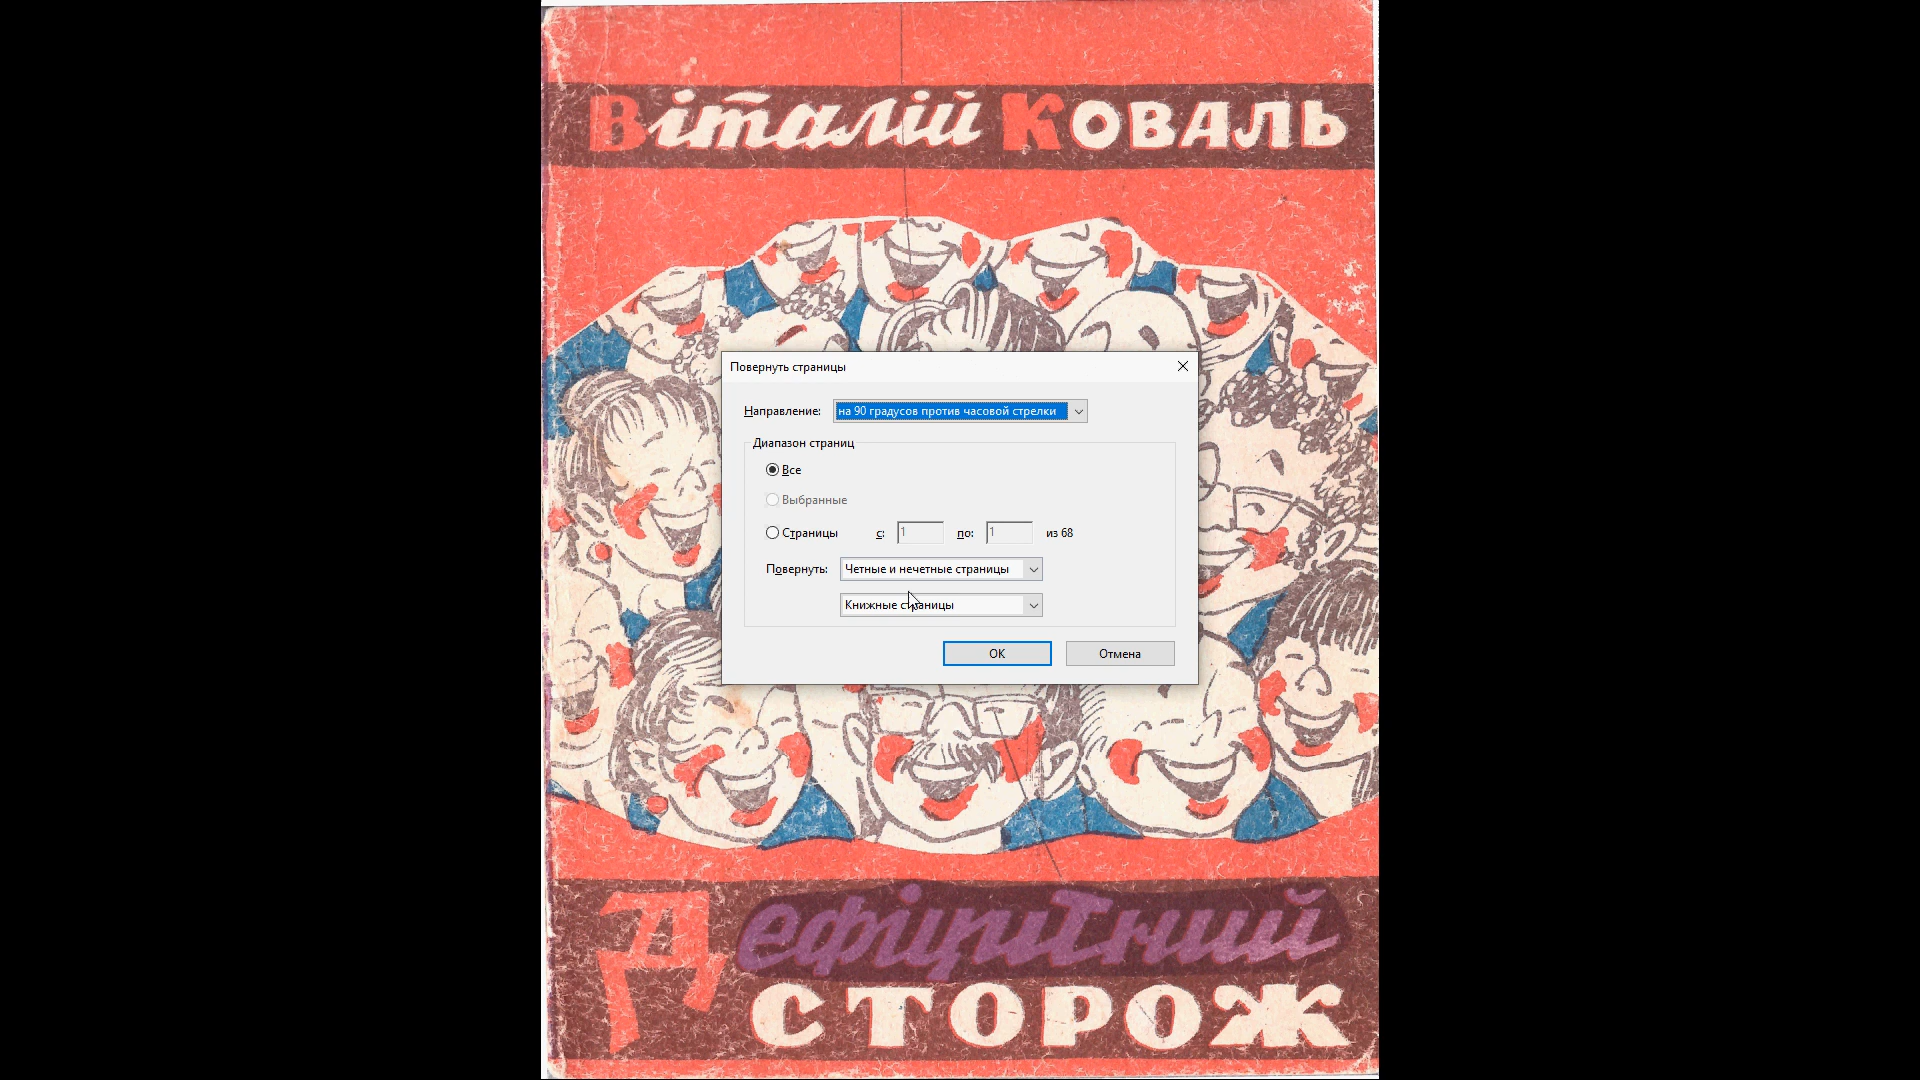 Віталій Коваль
Повернуть страницы
Направление: на 90 градусов против часовой стрелки
Диапазон страниц
Все
Выбранные
Страницы с: 1 по: 1 из 68
Повернуть: Четные и нечетные страницы
Книжные страницы
OK Отмена
Дефіцитний
СТОРОЖ